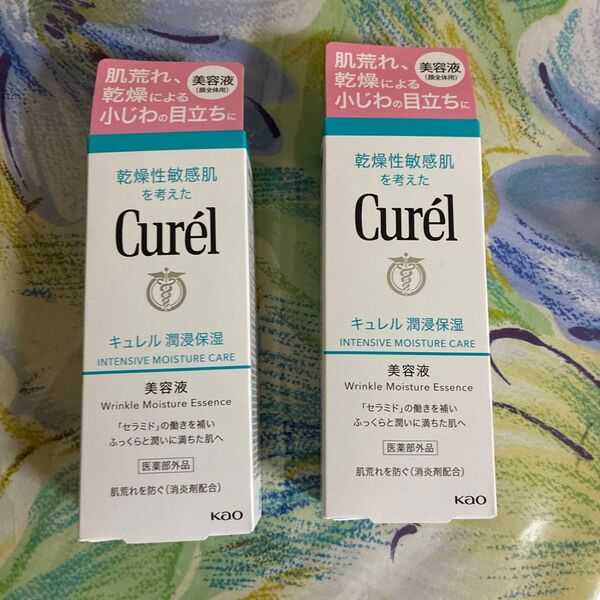 肌荒れ、
乾燥による
小じわの目立ちに
美容液
(顔全体用)
乾燥性敏感肌
を考えた
Curél
キュレル 潤浸保湿
INTENSIVE MOISTURE CARE
美容液
Wrinkle Moisture Essence
「セラミド」の働きを補い
ふっくらと潤いに満ちた肌へ
医薬部外品
肌荒れを防ぐ(消炎剤配合)
Kao
肌荒れ、
乾燥による
小じわの目立ちに
美容液
(顔全体用)
乾燥性敏感肌
を考えた
Curél
キュレル 潤浸保湿
INTENSIVE MOISTURE CARE
美容液
Wrinkle Moisture Essence
「セラミド」の働きを補い
ふっくらと潤いに満ちた肌へ
医薬部外品
肌荒れを防ぐ(消炎剤配合)
Kao